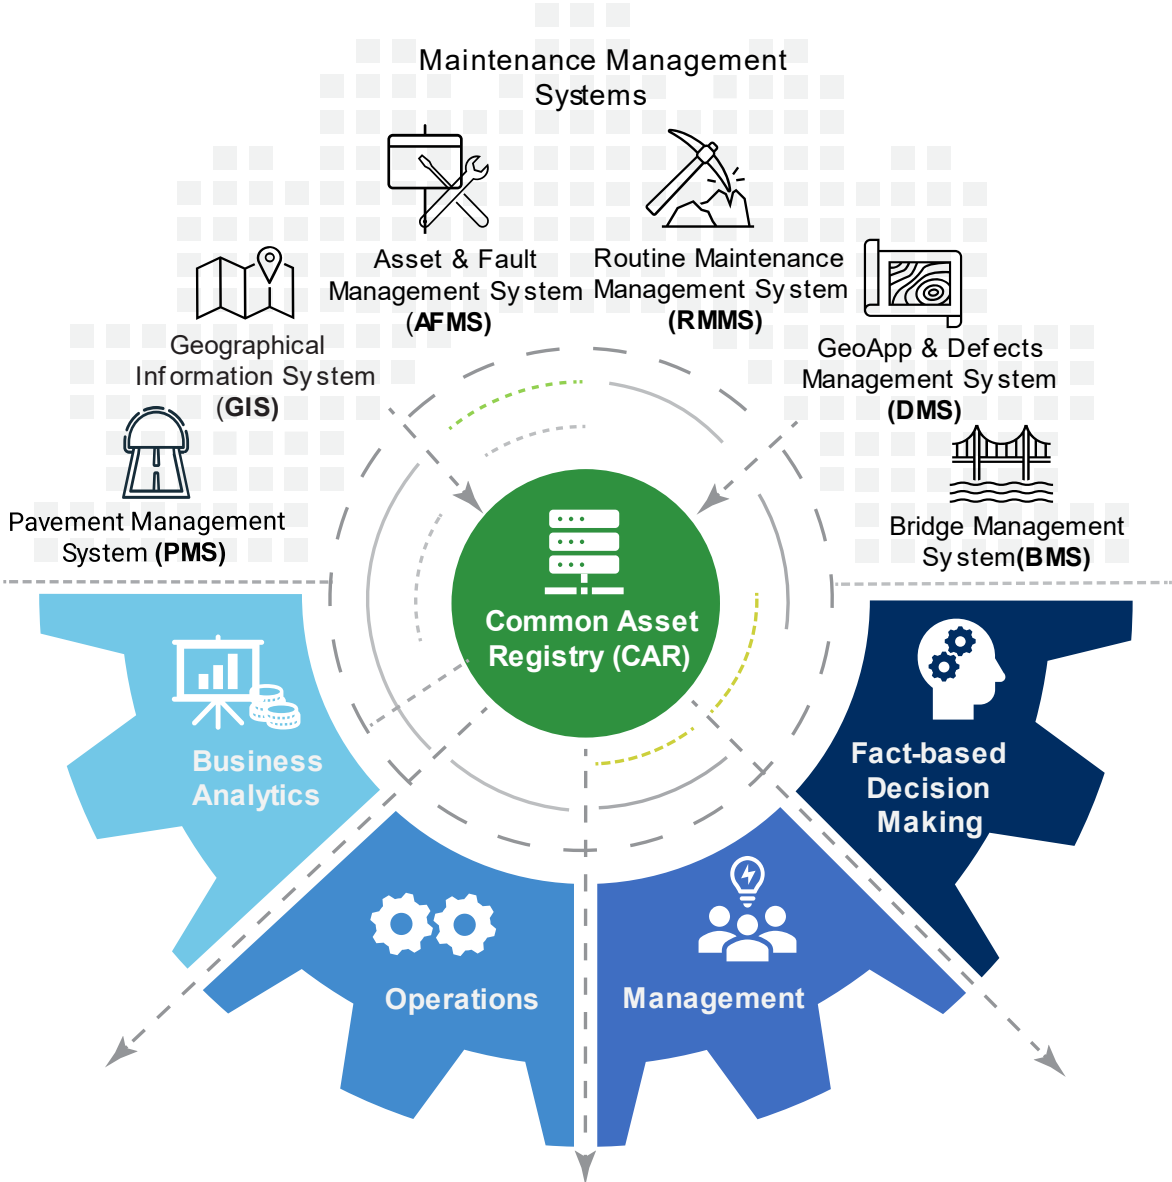 Maintenance Management
Systems
Asset & Fault
Management System
(AFMS)
Routine Maintenance
Management System
(RMMS)
Geographical
Information System
(GIS)
GeoApp & Defects
Management System
(DMS)
Pavement Management
System (PMS)
Bridge Management
System(BMS)
Common Asset
Registry (CAR)
Business
Analytics
Fact-based
Decision
Making
Operations
Management